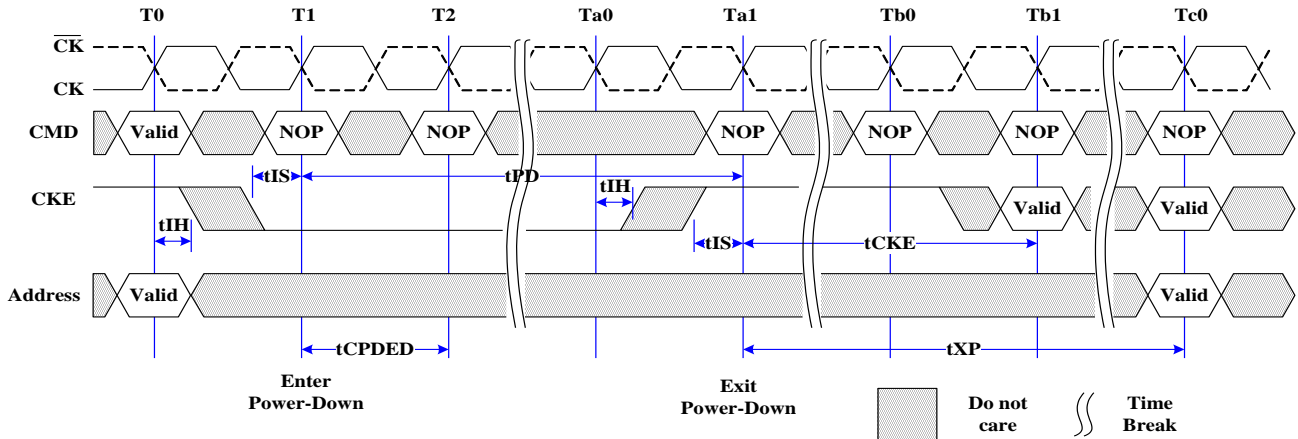 T0 T1 T2 Ta0 Ta1 Tb0 Tb1 Tc0
CK
CK
CMD Valid NOP NOP NOP NOP NOP NOP
tIS tPD
CKE tIH Valid Valid
tIH tIS tCKE
Address Valid Valid
tCPDED tXP
Enter
Power-Down
Exit
Power-Down
Do not
care
Time
Break